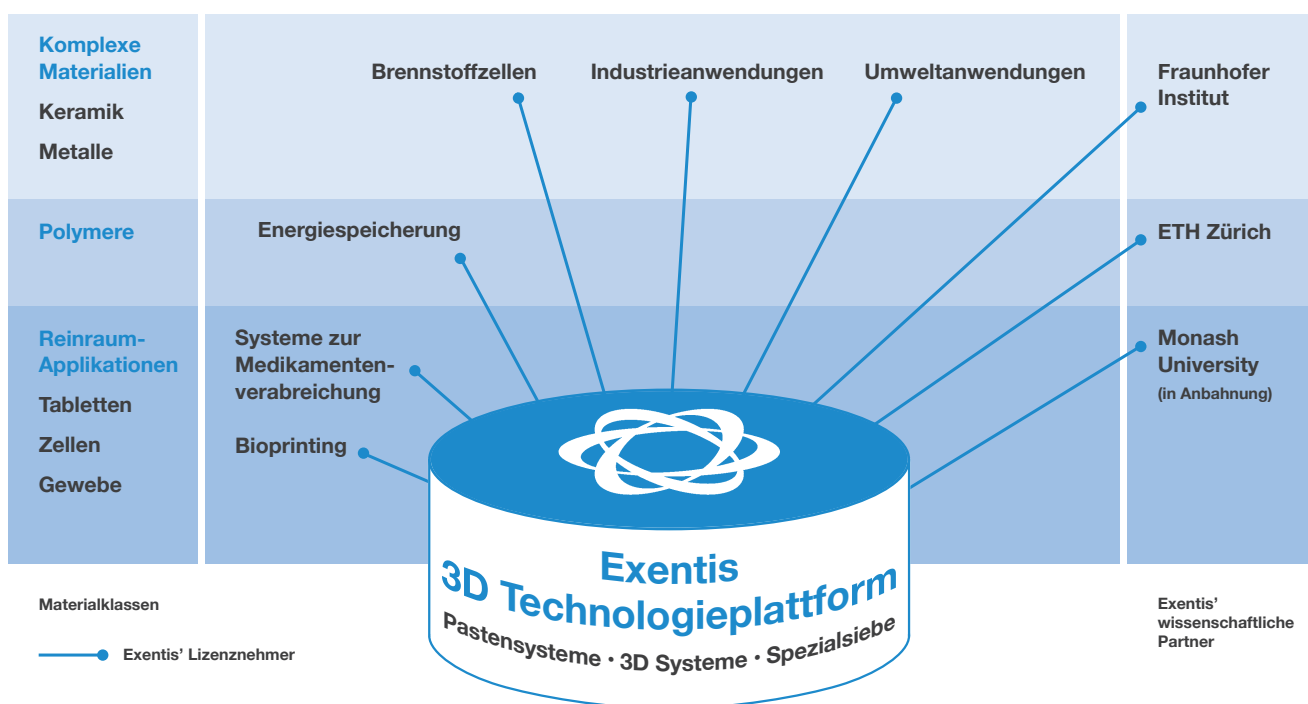 Komplexe
Materialien
Keramik
Metalle
Brennstoffzellen
Industrieanwendungen
Umweltanwendungen
Fraunhofer
Institut
Polymere
Energiespeicherung
ETH Zürich
Reinraum-
Applikationen
Tabletten
Zellen
Gewebe
Systeme zur
Medikamenten-
verabreichung
Bioprinting
Monash
University
(in Anbahnung)
Exentis
3D Technologieplattform
Pastensysteme · 3D Systeme · Spezialsiebe
Materialklassen
Exentis’ Lizenznehmer
Exentis’
wissenschaftliche
Partner